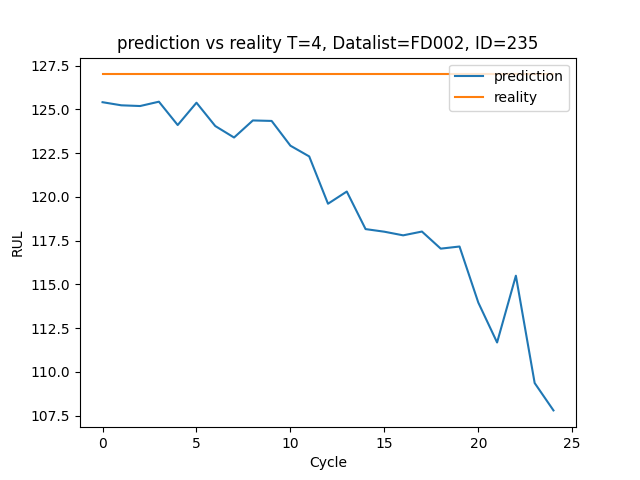 prediction vs reality T=4, Datalist=FD002, ID=235
127.5
125.0
122.5
120.0
117.5
115.0
112.5
110.0
107.5
RUL
prediction
reality
0 5 10 15 20 25
Cycle